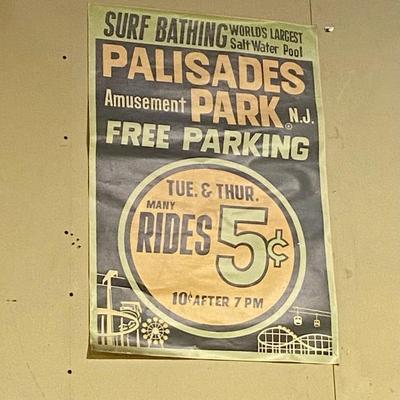 SURF BATHING WORLD'S LARGEST
Salt Water Pool
PALISADES
Amusement PARK® N.J.
FREE PARKING
TUE. & THUR.
MANY
RIDES 5¢
10¢ AFTER 7 PM